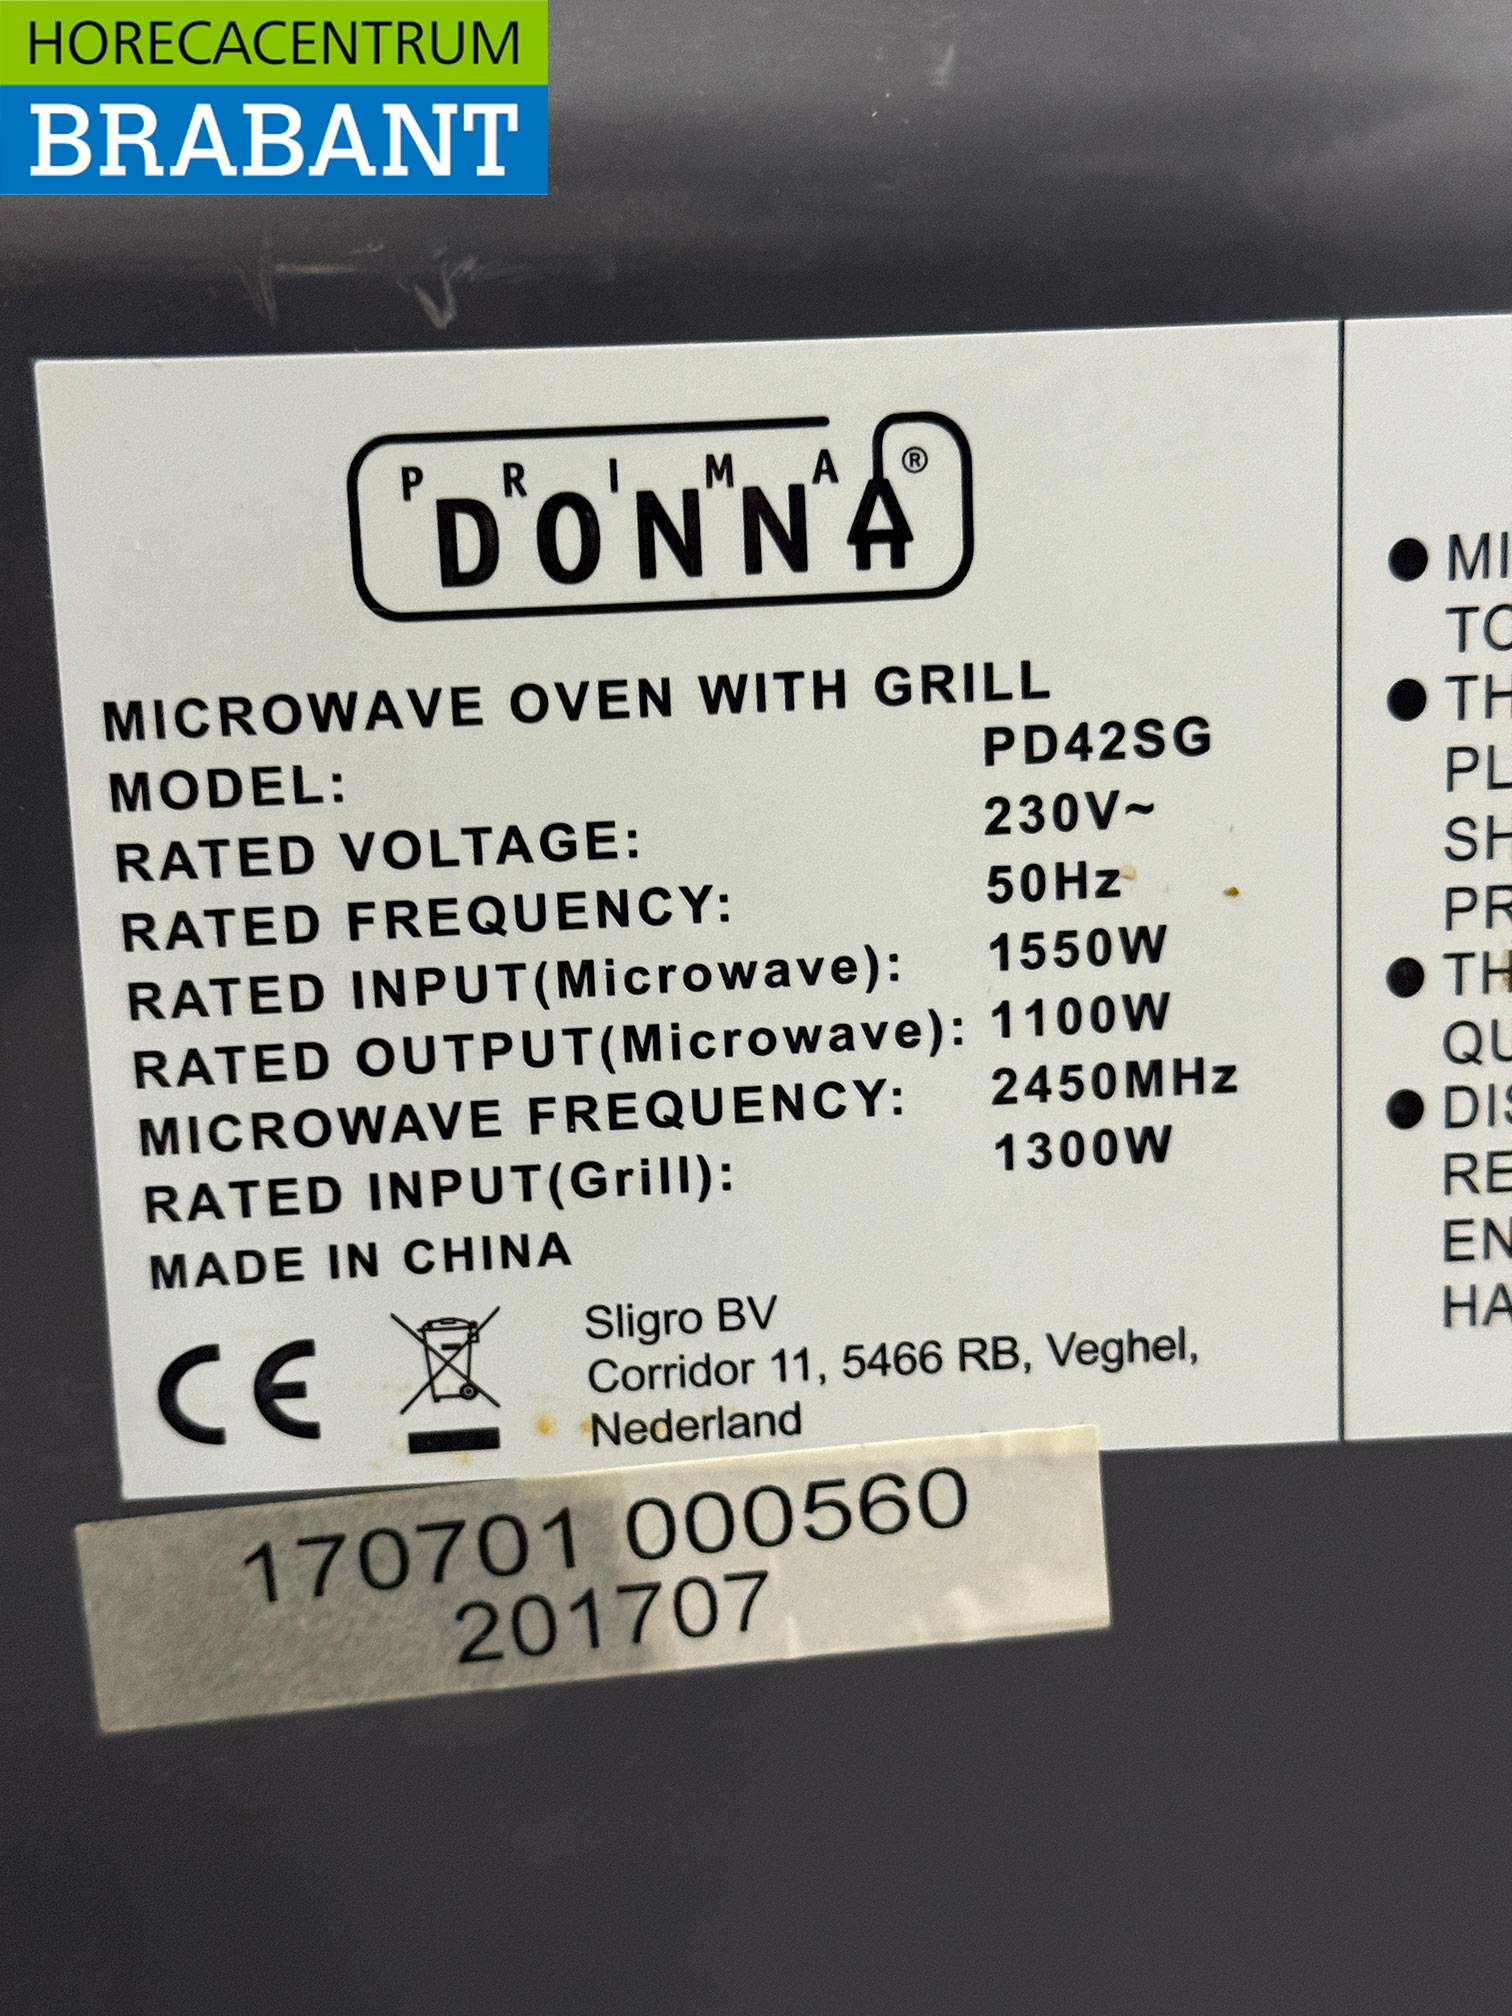 HORECACENTRUM
BRABANT
PRIMA ®
DONNA
MICROWAVE OVEN WITH GRILL
MODEL: PD42SG
RATED VOLTAGE: 230V~
RATED FREQUENCY: 50Hz
RATED INPUT(Microwave): 1550W
RATED OUTPUT(Microwave): 1100W
MICROWAVE FREQUENCY: 2450MHz
RATED INPUT(Grill): 1300W
MADE IN CHINA
CE
Sligro BV
Corridor 11, 5466 RB, Veghel,
Nederland
170701 000560
201707